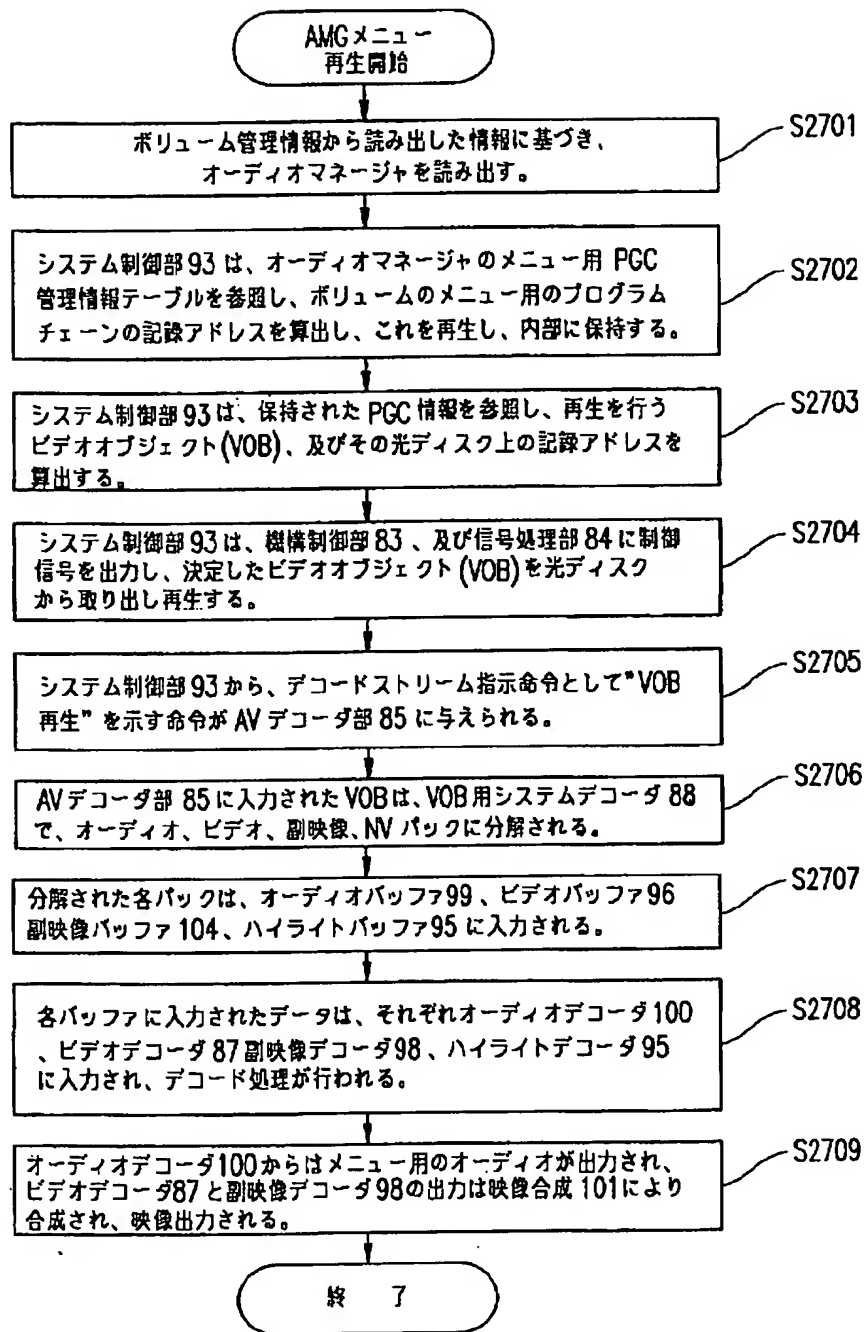 AMGメニュー
再生開始
S2701
ボリューム管理情報から読み出した情報に基づき、
オーディオマネージャを読み出す。
S2702
システム制御部93は、オーディオマネージャのメニュー用 PGC
管理情報テーブルを参照し、ボリュームのメニュー用のプログラム
チェーンの記録アドレスを算出し、これを再生し、内部に保持する。
S2703
システム制御部93は、保持された PGC 情報を参照し、再生を行う
ビデオオブジェクト(VOB)、及びその光ディスク上の記録アドレスを
算出する。
S2704
システム制御部93は、機構制御部83、及び信号処理部84に制御
信号を出力し、決定したビデオオブジェクト(VOB)を光ディスク
から取り出し再生する。
S2705
システム制御部93から、デコードストリーム指示命令として"VOB
再生"を示す命令が AVデコーダ部85に与えられる。
S2706
AVデコーダ部 85に入力されたVOBは、VOB用システムデコーダ 88
で、オーディオ、ビデオ、副映像、NVパックに分解される。
S2707
分解された各パックは、オーディオバッファ99、ビデオバッファ96
副映像バッファ104、ハイライトバッファ95に入力される。
S2708
各バッファに入力されたデータは、それぞれオーディオデコーダ100
、ビデオデコーダ87副映像デコーダ98、ハイライトデコーダ95
に入力され、デコード処理が行われる。
S2709
オーディオデコーダ100からはメニュー用のオーディオが出力され、
ビデオデコーダ87と副映像デコーダ98の出力は映像合成101により
合成され、映像出力される。
終 了